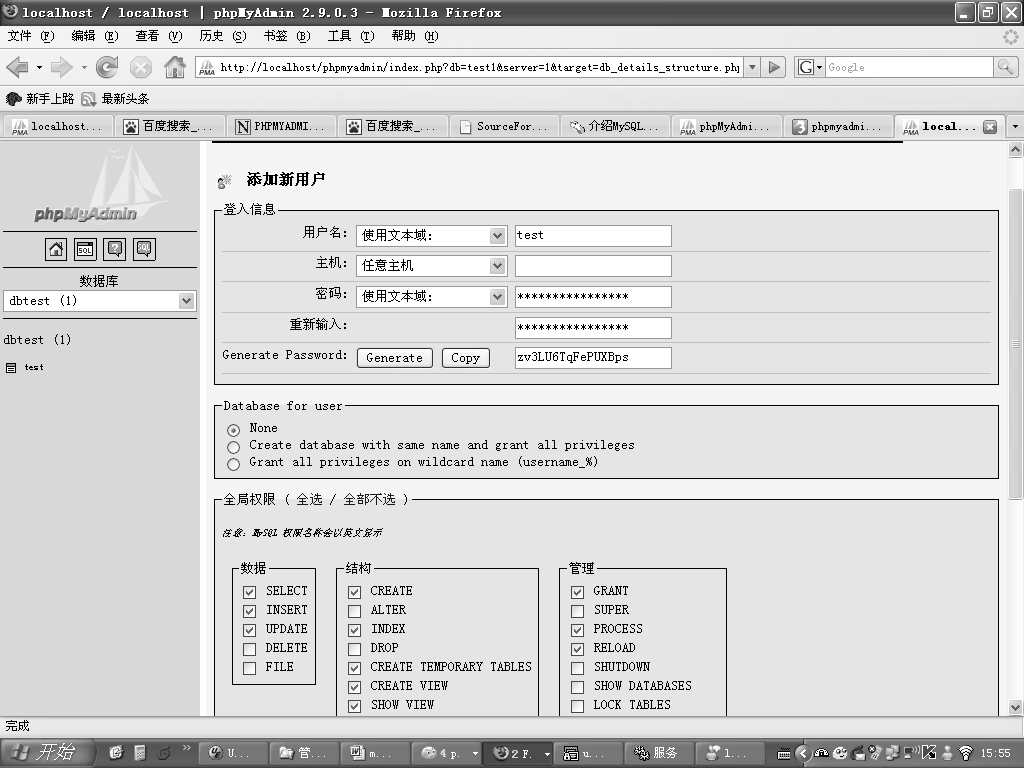 localhost / localhost | phpMyAdmin 2.9.0.3 - Mozilla Firefox
文件 (F) 编辑 (E) 查看 (V) 历史 (S) 书签 (B) 工具 (T) 帮助 (H)
http://localhost/phpmyadmin/index.php?db=test1&server=1&target=db_details_structure.php
Google
新手上路 最新头条
localhost... 百度搜索_... PHPMYADMI... 百度搜索_... SourceFor... 介绍MySQL... phpMyAdmi... phpmyadmi... local...
phpMyAdmin
数据库
dbtest (1)
dbtest (1)
test
添加新用户
登入信息
用户名: 使用文本域: test
主机: 任意主机
密码: 使用文本域: ****************
重新输入: ****************
Generate Password: Generate Copy zv3LU6TqFePUXBps
Database for user
None
Create database with same name and grant all privileges
Grant all privileges on wildcard name (username_%)
全局权限 ( 全选 / 全部不选 )
注意: MySQL 权限名称会以英文显示
数据
SELECT
INSERT
UPDATE
DELETE
FILE
结构
CREATE
ALTER
INDEX
DROP
CREATE TEMPORARY TABLES
CREATE VIEW
SHOW VIEW
管理
GRANT
SUPER
PROCESS
RELOAD
SHUTDOWN
SHOW DATABASES
LOCK TABLES
完成
开始 U... 管... m... 4 p. 2 F. u... 服务 l... 15:55